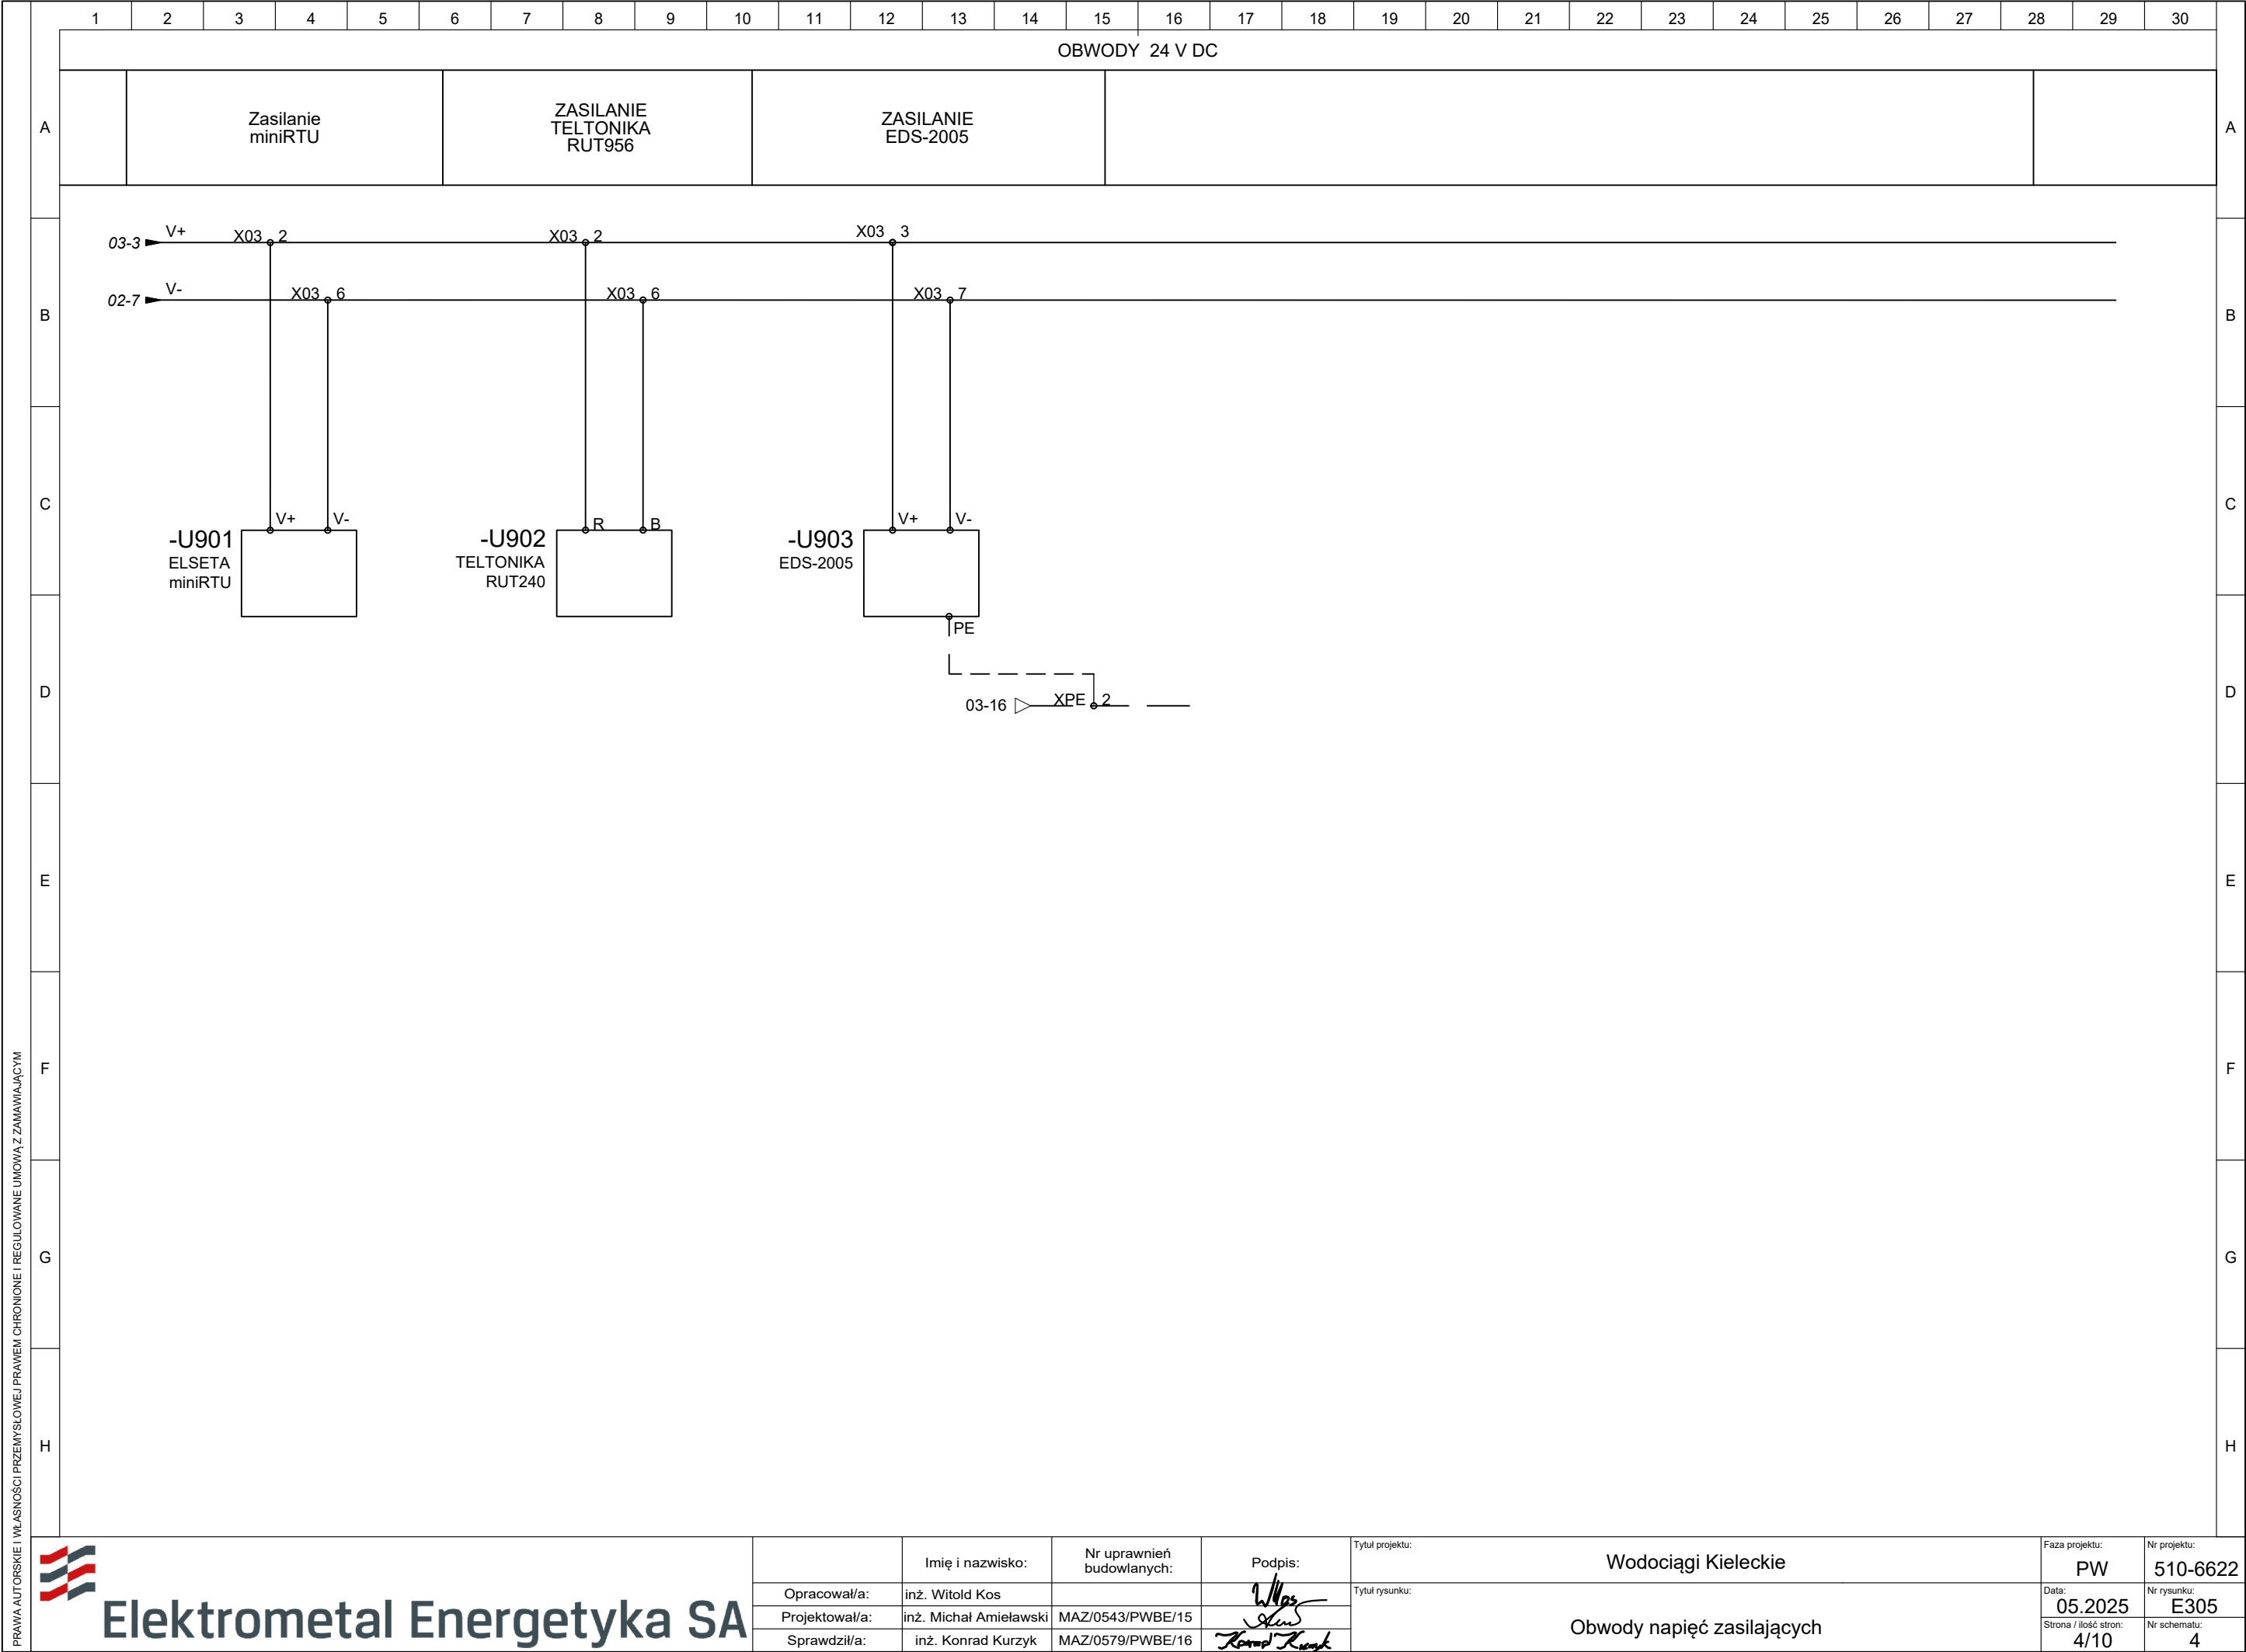 1 2 3 4 5 6 7 8 9 10 11 12 13 14 15 16 17 18 19 20 21 22 23 24 25 26 27 28 29 30
OBWODY 24 V DC
A
Zasilanie
miniRTU
ZASILANIE
TELTONIKA
RUT956
ZASILANIE
EDS-2005
A
03-3
V+
X03 2
X03 2
X03 3
02-7
V-
X03 6
X03 6
X03 7
B
B
C
C
V+
V-
R
B
V+
V-
-U901
ELSETA
miniRTU
-U902
TELTONIKA
RUT240
-U903
EDS-2005
PE
D
D
03-16
XPE 2
E
E
F
F
G
G
H
H
PRAWA AUTORSKIE I WŁASNOŚCI PRZEMYSŁOWEJ PRAWEM CHRONIONE I REGULOWANE UMOWĄ Z ZAMAWIAJĄCYM
Elektrometal Energetyka SA
Imię i nazwisko:
Nr uprawnień
budowlanych:
Podpis:
Opracował/a:
inż. Witold Kos
WKos
Projektował/a:
inż. Michał Amieławski
MAZ/0543/PWBE/15
Sprawdził/a:
inż. Konrad Kurzyk
MAZ/0579/PWBE/16
Konrad Kurzyk
Tytuł projektu:
Wodociągi Kieleckie
Tytuł rysunku:
Obwody napięć zasilających
Faza projektu:
PW
Nr projektu:
510-6622
Data:
05.2025
Nr rysunku:
E305
Strona / ilość stron:
4/10
Nr schematu:
4